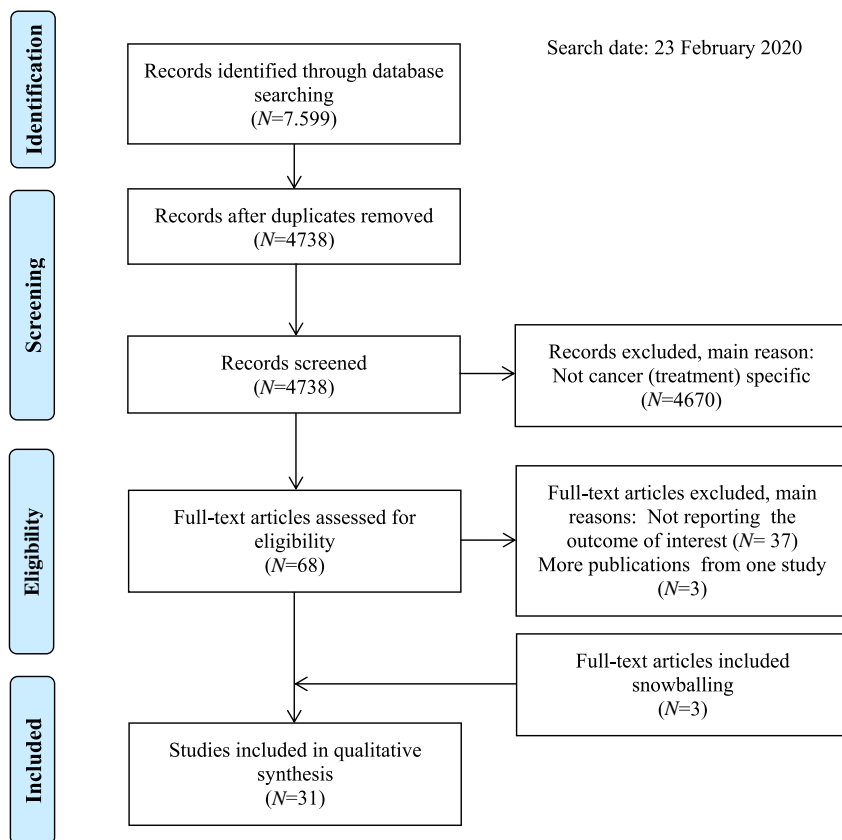 Identification
Search date: 23 February 2020
Records identified through database
searching
(N=7.599)
Screening
Records after duplicates removed
(N=4738)
Records screened
(N=4738)
Records excluded, main reason:
Not cancer (treatment) specific
(N=4670)
Eligibility
Full-text articles assessed for
eligibility
(N=68)
Full-text articles excluded, main
reasons: Not reporting the
outcome of interest (N= 37)
More publications from one study
(N=3)
Full-text articles included
snowballing
(N=3)
Included
Studies included in qualitative
synthesis
(N=31)